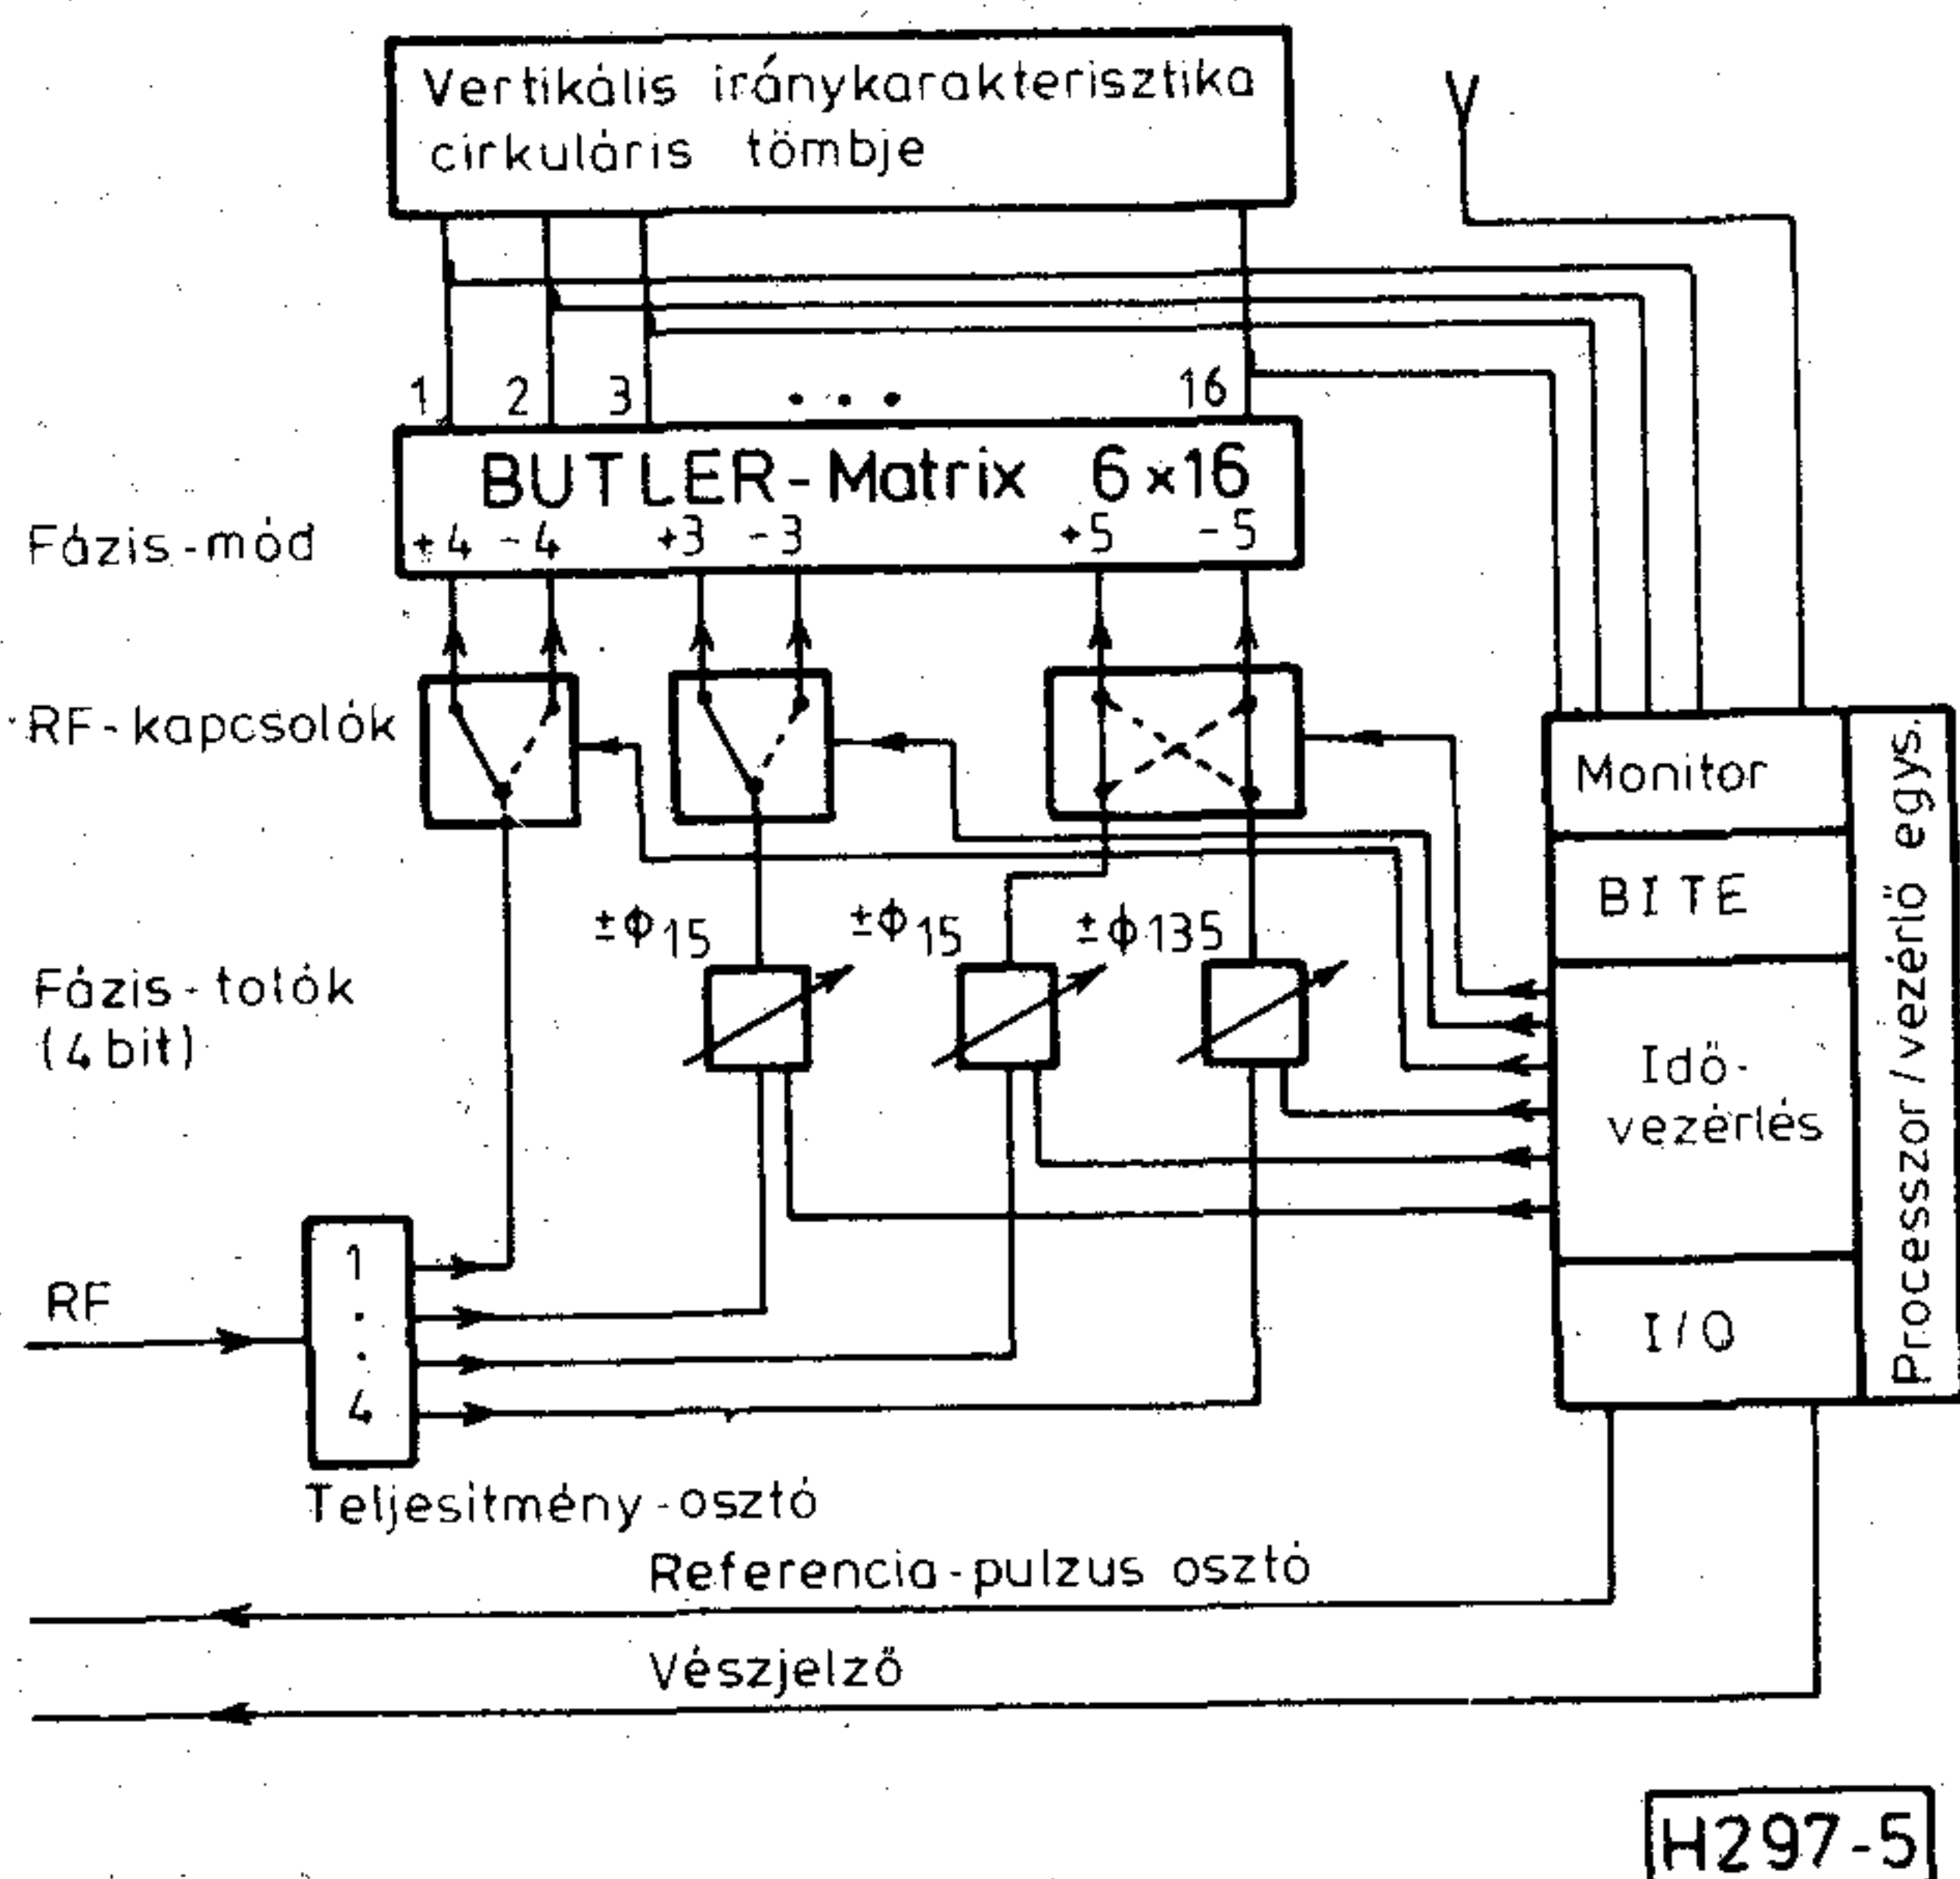 Vertikális iránykarakterisztika
cirkuláris tömbje
1 2 3 . . . 16
BUTLER-Matrix 6x16
Fázis-mód
+4 -4 +3 -3 +5 -5
RF-kapcsolók
Monitor
BITE
Idő-
vezérlés
I/O
Processzor/vezérlő egys.
±Φ15 ±Φ15 ±Φ135
Fázis-tolók
(4 bit)
RF
1
.
.
4
Teljesitmény-osztó
Referencia-pulzus osztó
Vészjelző
H297-5